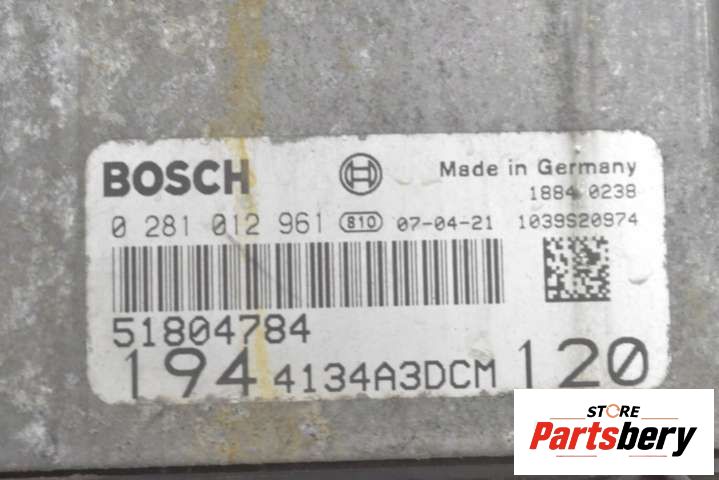 BOSCH Made in Germany
1884 0238
0 281 012 961 810 07-04-21 1039S20974
51804784
194 4134A3DCM 120
STORE
Partsbery